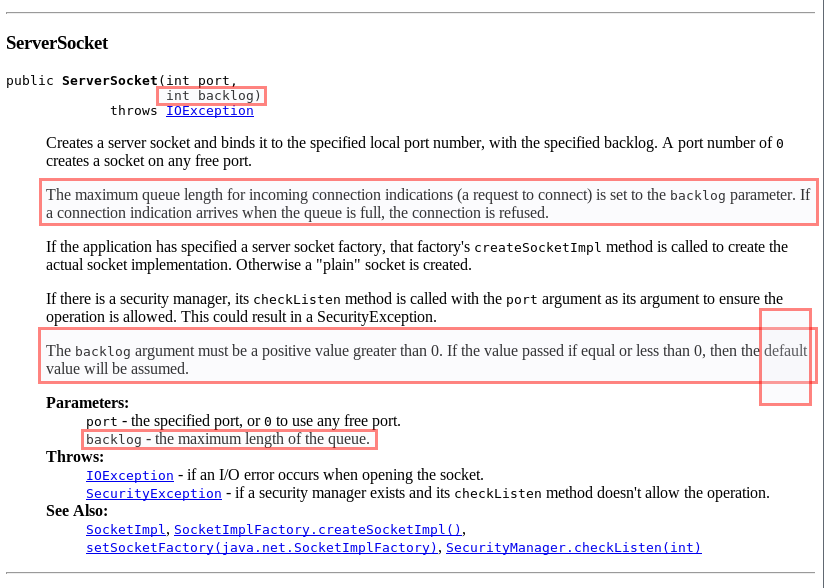 ServerSocket
public ServerSocket(int port,
int backlog)
throws IOException
Creates a server socket and binds it to the specified local port number, with the specified backlog. A port number of 0
creates a socket on any free port.
The maximum queue length for incoming connection indications (a request to connect) is set to the backlog parameter. If
a connection indication arrives when the queue is full, the connection is refused.
If the application has specified a server socket factory, that factory's createSocketImpl method is called to create the
actual socket implementation. Otherwise a "plain" socket is created.
If there is a security manager, its checkListen method is called with the port argument as its argument to ensure the
operation is allowed. This could result in a SecurityException.
The backlog argument must be a positive value greater than 0. If the value passed if equal or less than 0, then the default
value will be assumed.
Parameters:
port - the specified port, or 0 to use any free port.
backlog - the maximum length of the queue.
Throws:
IOException - if an I/O error occurs when opening the socket.
SecurityException - if a security manager exists and its checkListen method doesn't allow the operation.
See Also:
SocketImpl, SocketImplFactory.createSocketImpl(),
setSocketFactory(java.net.SocketImplFactory), SecurityManager.checkListen(int)